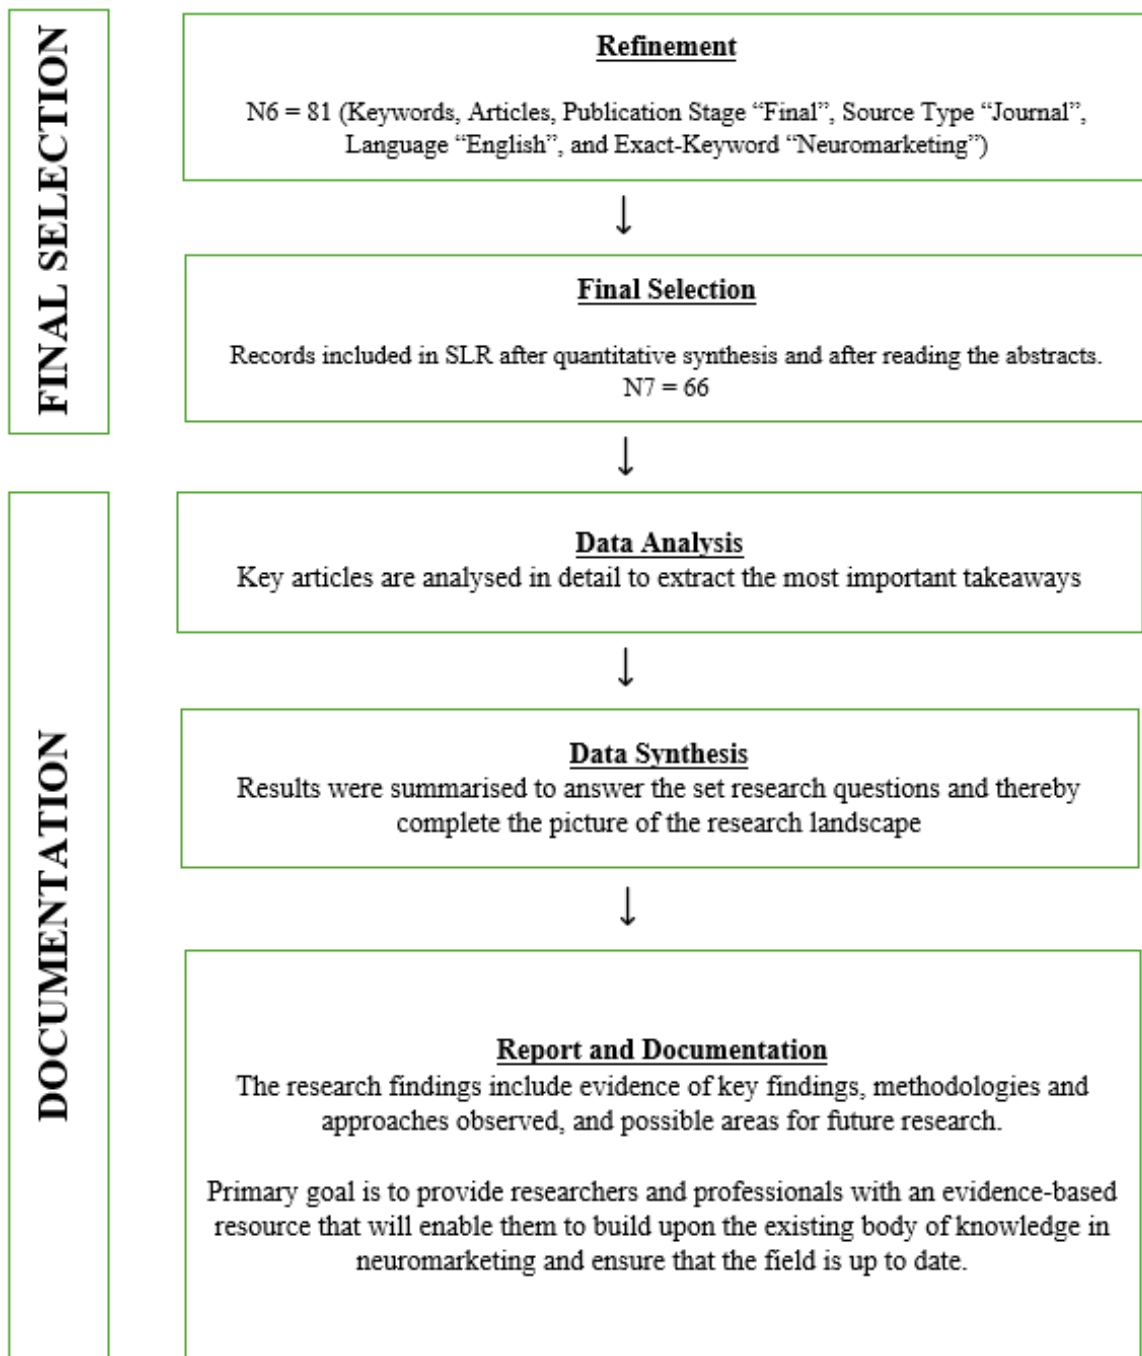 FINAL SELECTION
Refinement
N6 = 81 (Keywords, Articles, Publication Stage “Final”, Source Type “Journal”,
Language “English”, and Exact-Keyword “Neuromarketing”)
↓
Final Selection
Records included in SLR after quantitative synthesis and after reading the abstracts.
N7 = 66
↓
DOCUMENTATION
Data Analysis
Key articles are analysed in detail to extract the most important takeaways
↓
Data Synthesis
Results were summarised to answer the set research questions and thereby
complete the picture of the research landscape
↓
Report and Documentation
The research findings include evidence of key findings, methodologies and
approaches observed, and possible areas for future research.
Primary goal is to provide researchers and professionals with an evidence-based
resource that will enable them to build upon the existing body of knowledge in
neuromarketing and ensure that the field is up to date.